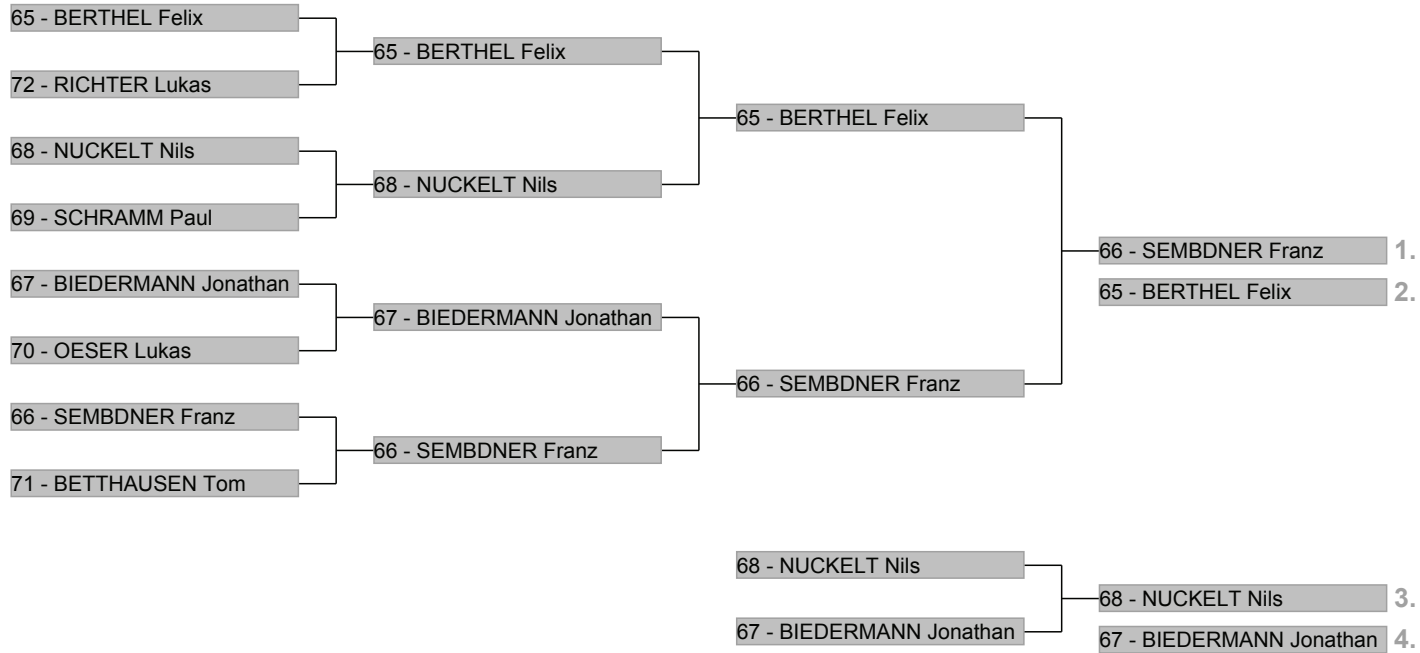 65 - BERTHEL Felix
72 - RICHTER Lukas
68 - NUCKELT Nils
69 - SCHRAMM Paul
67 - BIEDERMANN Jonathan
70 - OESER Lukas
66 - SEMBDNER Franz
71 - BETTHAUSEN Tom
65 - BERTHEL Felix
68 - NUCKELT Nils
67 - BIEDERMANN Jonathan
66 - SEMBDNER Franz
65 - BERTHEL Felix
66 - SEMBDNER Franz
66 - SEMBDNER Franz 1.
65 - BERTHEL Felix 2.
68 - NUCKELT Nils
67 - BIEDERMANN Jonathan
68 - NUCKELT Nils 3.
67 - BIEDERMANN Jonathan 4.